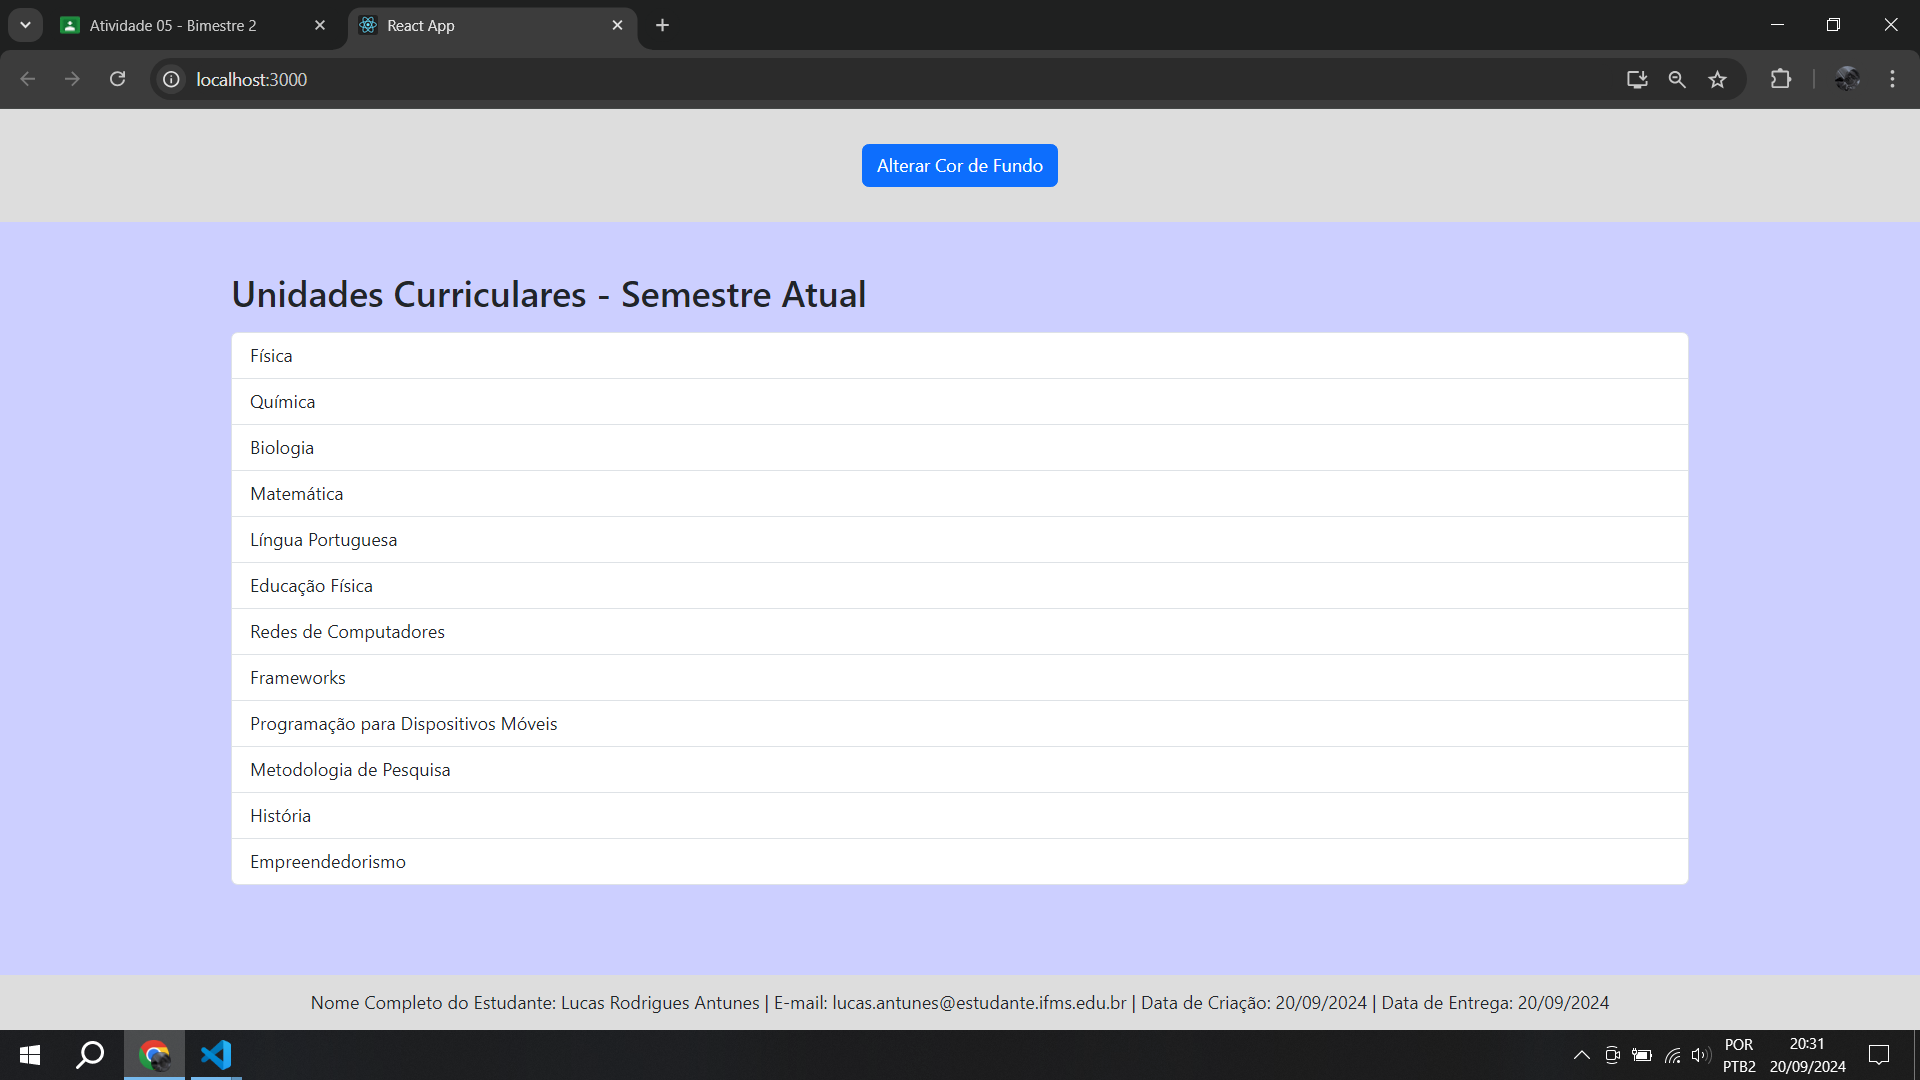 Atividade 05 - Bimestre 2
React App
localhost:3000
Alterar Cor de Fundo
Unidades Curriculares - Semestre Atual
Física
Química
Biologia
Matemática
Língua Portuguesa
Educação Física
Redes de Computadores
Frameworks
Programação para Dispositivos Móveis
Metodologia de Pesquisa
História
Empreendedorismo
Nome Completo do Estudante: Lucas Rodrigues Antunes | E-mail: lucas.antunes@estudante.ifms.edu.br | Data de Criação: 20/09/2024 | Data de Entrega: 20/09/2024
POR
PTB2
20:31
20/09/2024